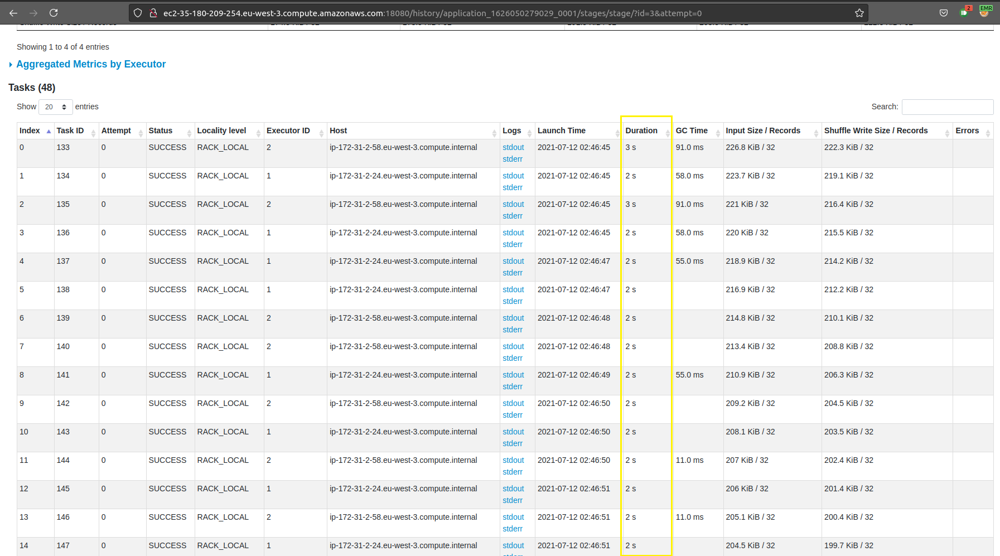 ec2-35-180-209-254.eu-west-3.compute.amazonaws.com:18080/history/application_1626050279029_0001/stages/stage/?id=3&attempt=0
2
EMR
Showing 1 to 4 of 4 entries
Aggregated Metrics by Executor
Tasks (48)
Show 20 entries Search:
Index Task ID Attempt Status Locality level Executor ID Host Logs Launch Time Duration GC Time Input Size / Records Shuffle Write Size / Records Errors
0 133 0 SUCCESS RACK_LOCAL 2 ip-172-31-2-58.eu-west-3.compute.internal stdout 2021-07-12 02:46:45 3 s 91.0 ms 226.8 KiB / 32 222.3 KiB / 32
stderr
1 134 0 SUCCESS RACK_LOCAL 1 ip-172-31-2-24.eu-west-3.compute.internal stdout 2021-07-12 02:46:45 2 s 58.0 ms 223.7 KiB / 32 219.1 KiB / 32
stderr
2 135 0 SUCCESS RACK_LOCAL 2 ip-172-31-2-58.eu-west-3.compute.internal stdout 2021-07-12 02:46:45 3 s 91.0 ms 221 KiB / 32 216.4 KiB / 32
stderr
3 136 0 SUCCESS RACK_LOCAL 1 ip-172-31-2-24.eu-west-3.compute.internal stdout 2021-07-12 02:46:45 2 s 58.0 ms 220 KiB / 32 215.5 KiB / 32
stderr
4 137 0 SUCCESS RACK_LOCAL 1 ip-172-31-2-24.eu-west-3.compute.internal stdout 2021-07-12 02:46:47 2 s 55.0 ms 218.9 KiB / 32 214.2 KiB / 32
stderr
5 138 0 SUCCESS RACK_LOCAL 1 ip-172-31-2-24.eu-west-3.compute.internal stdout 2021-07-12 02:46:47 2 s 216.9 KiB / 32 212.2 KiB / 32
stderr
6 139 0 SUCCESS RACK_LOCAL 2 ip-172-31-2-58.eu-west-3.compute.internal stdout 2021-07-12 02:46:48 2 s 214.8 KiB / 32 210.1 KiB / 32
stderr
7 140 0 SUCCESS RACK_LOCAL 2 ip-172-31-2-58.eu-west-3.compute.internal stdout 2021-07-12 02:46:48 2 s 213.4 KiB / 32 208.8 KiB / 32
stderr
8 141 0 SUCCESS RACK_LOCAL 1 ip-172-31-2-24.eu-west-3.compute.internal stdout 2021-07-12 02:46:49 2 s 55.0 ms 210.9 KiB / 32 206.3 KiB / 32
stderr
9 142 0 SUCCESS RACK_LOCAL 2 ip-172-31-2-58.eu-west-3.compute.internal stdout 2021-07-12 02:46:50 2 s 209.2 KiB / 32 204.5 KiB / 32
stderr
10 143 0 SUCCESS RACK_LOCAL 1 ip-172-31-2-24.eu-west-3.compute.internal stdout 2021-07-12 02:46:50 2 s 208.1 KiB / 32 203.5 KiB / 32
stderr
11 144 0 SUCCESS RACK_LOCAL 2 ip-172-31-2-58.eu-west-3.compute.internal stdout 2021-07-12 02:46:50 2 s 11.0 ms 207 KiB / 32 202.4 KiB / 32
stderr
12 145 0 SUCCESS RACK_LOCAL 1 ip-172-31-2-24.eu-west-3.compute.internal stdout 2021-07-12 02:46:51 2 s 206 KiB / 32 201.4 KiB / 32
stderr
13 146 0 SUCCESS RACK_LOCAL 2 ip-172-31-2-58.eu-west-3.compute.internal stdout 2021-07-12 02:46:51 2 s 11.0 ms 205.1 KiB / 32 200.4 KiB / 32
stderr
14 147 0 SUCCESS RACK_LOCAL 1 ip-172-31-2-24.eu-west-3.compute.internal stdout 2021-07-12 02:46:51 2 s 204.5 KiB / 32 199.7 KiB / 32